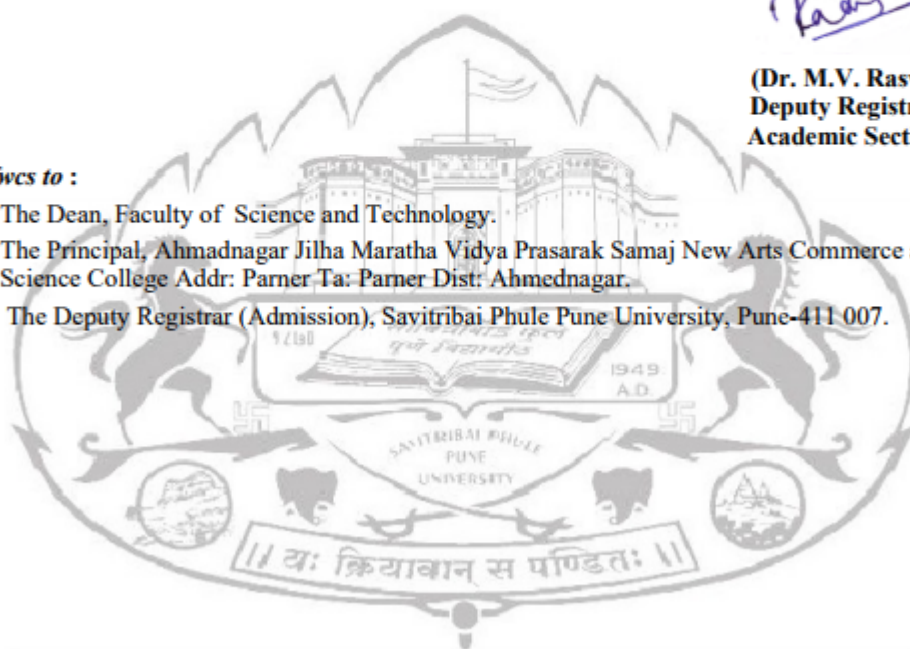 (Dr. M.V. Ras
Deputy Registr
Academic Sect
wcs to :
The Dean, Faculty of Science and Technology.
The Principal, Ahmadnagar Jilha Maratha Vidya Prasarak Samaj New Arts Commerce
Science College Addr: Parner Ta: Parner Dist: Ahmednagar.
The Deputy Registrar (Admission), Savitribai Phule Pune University, Pune-411 007.
पुणे विद्यापीठ
1949
A.D.
SAVITRIBAI PHULE
PUNE
UNIVERSITY
।। यः क्रियावान् स पण्डितः ।।